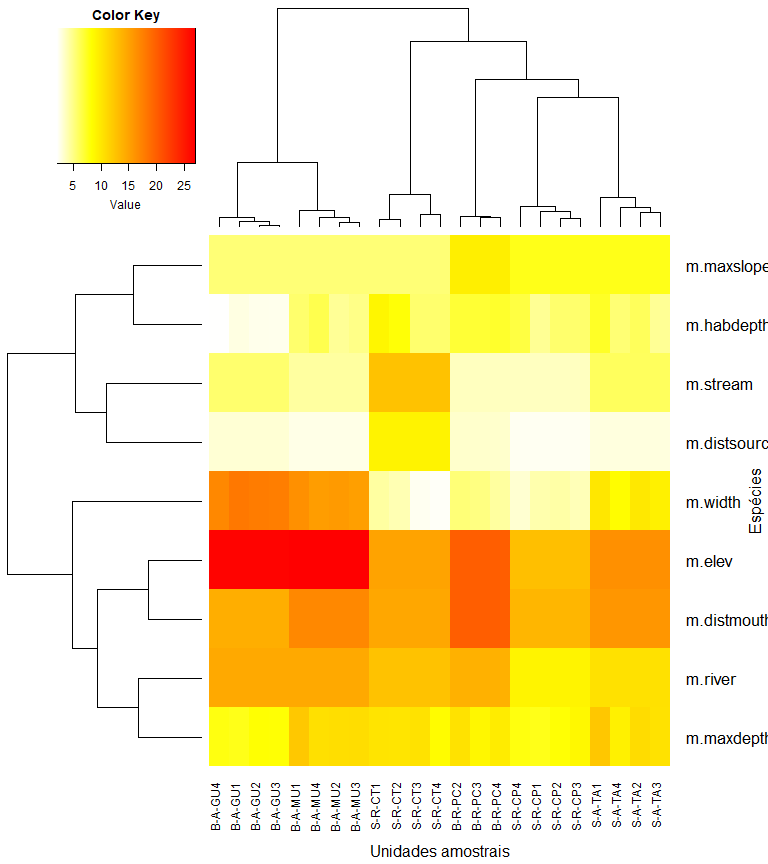 Color Key
5 10 15 20 25
Value
m.maxslope
m.habdepth
m.stream
m.distsourc
m.width
m.elev
m.distmouth
m.river
m.maxdepth
Espécies
B-A-GU4
B-A-GU1
B-A-GU2
B-A-GU3
B-A-MU1
B-A-MU4
B-A-MU2
B-A-MU3
S-R-CT1
S-R-CT2
S-R-CT3
S-R-CT4
B-R-PC2
B-R-PC3
B-R-PC4
S-R-CP4
S-R-CP1
S-R-CP2
S-R-CP3
S-A-TA1
S-A-TA4
S-A-TA2
S-A-TA3
Unidades amostrais